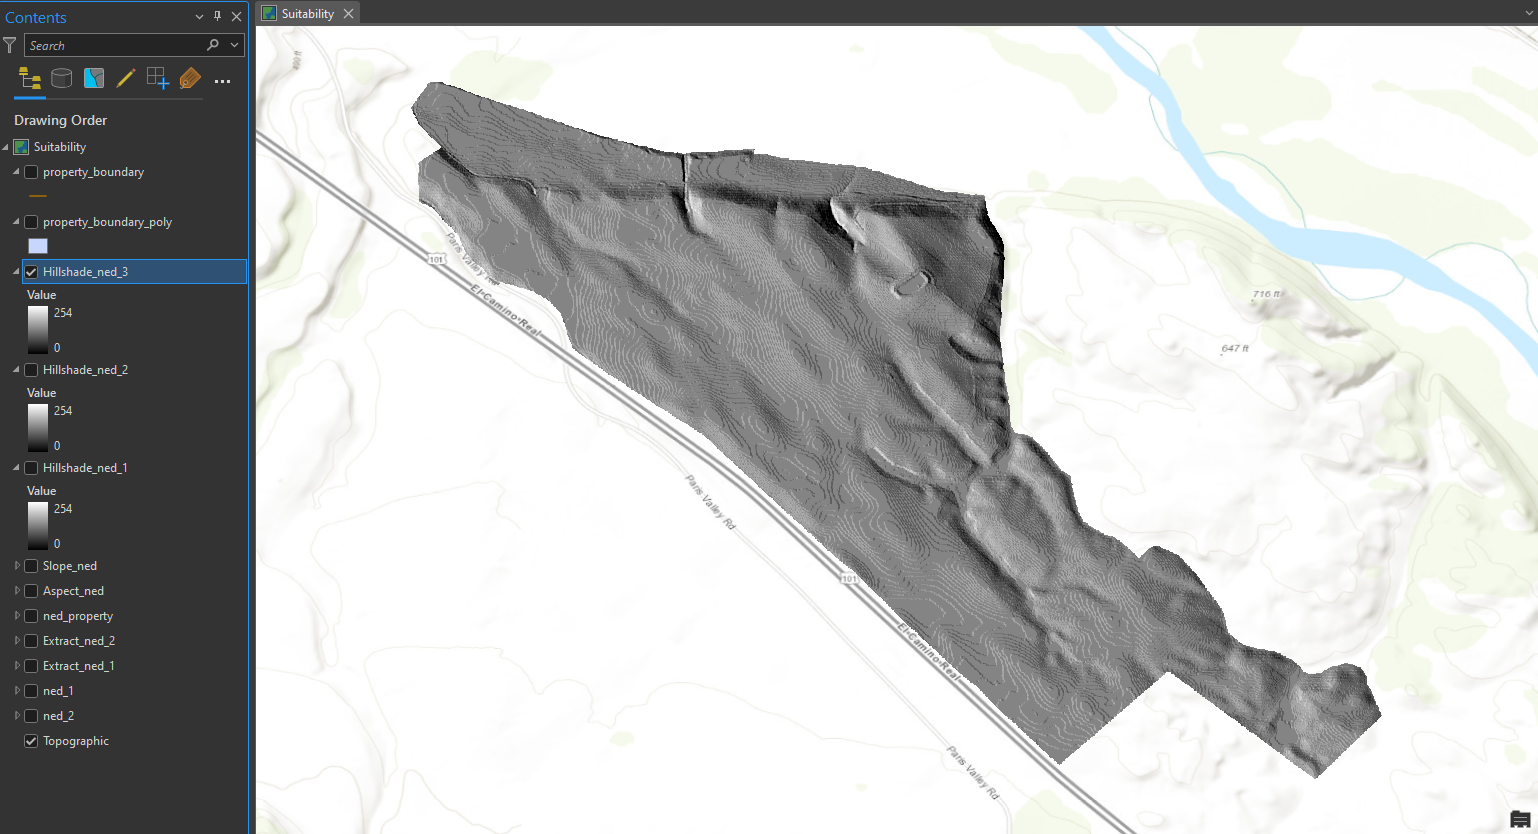 Contents
Search
Drawing Order
Suitability
property_boundary
property_boundary_poly
Hillshade_ned_3
Value
254
0
Hillshade_ned_2
Value
254
0
Hillshade_ned_1
Value
254
0
Slope_ned
Aspect_ned
ned_property
Extract_ned_2
Extract_ned_1
ned_1
ned_2
Topographic
Suitability
Paris Valley Rd
101
El Camino Real
716 ft
647 ft
Paris Valley Rd
101
El Camino Real
Paris Valley Rd